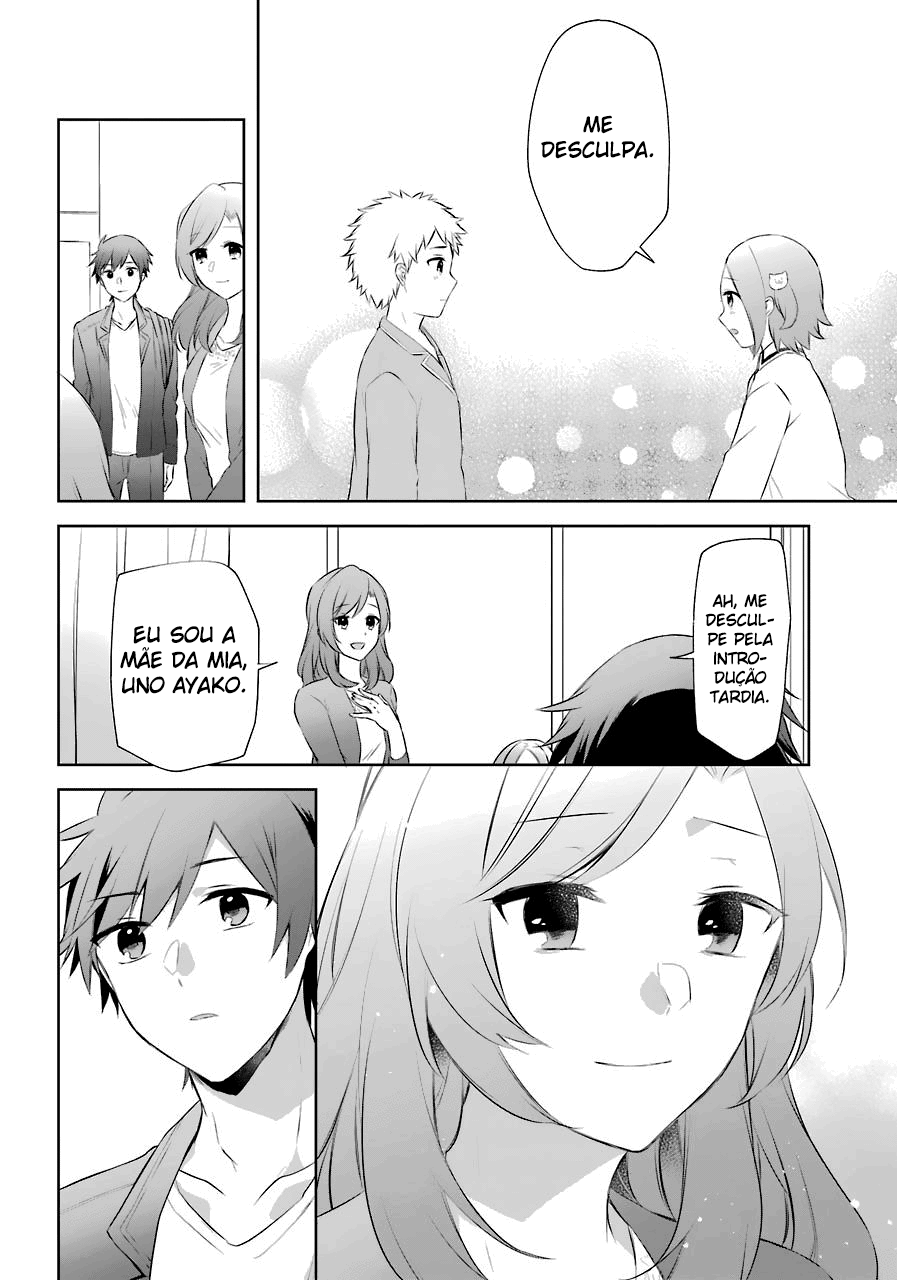 ME
DESCULPA.
AH, ME
DESCUL-
PE PELA
INTRO-
DUÇÃO
TARDIA.
EU SOU A
MÃE DA MIA,
UNO AYAKO.